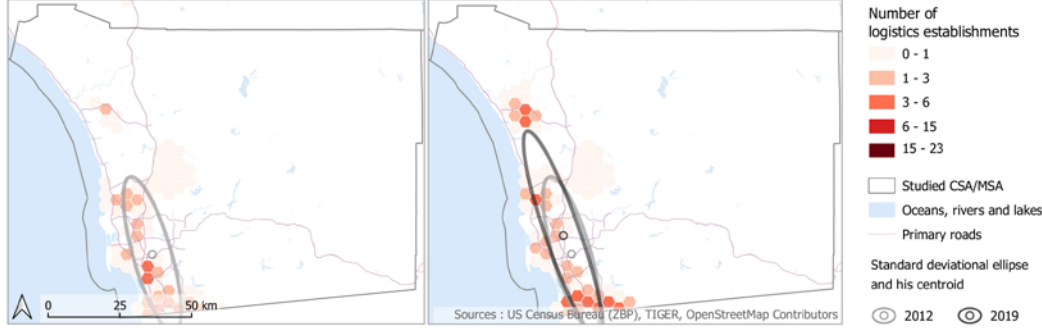 0 25 50 km
Sources : US Census Bureau (ZBP), TIGER, OpenStreetMap Contributors
Number of
logistics establishments
0 - 1
1 - 3
3 - 6
6 - 15
15 - 23
Studied CSA/MSA
Oceans, rivers and lakes
Primary roads
Standard deviational ellipse
and his centroid
2012 2019